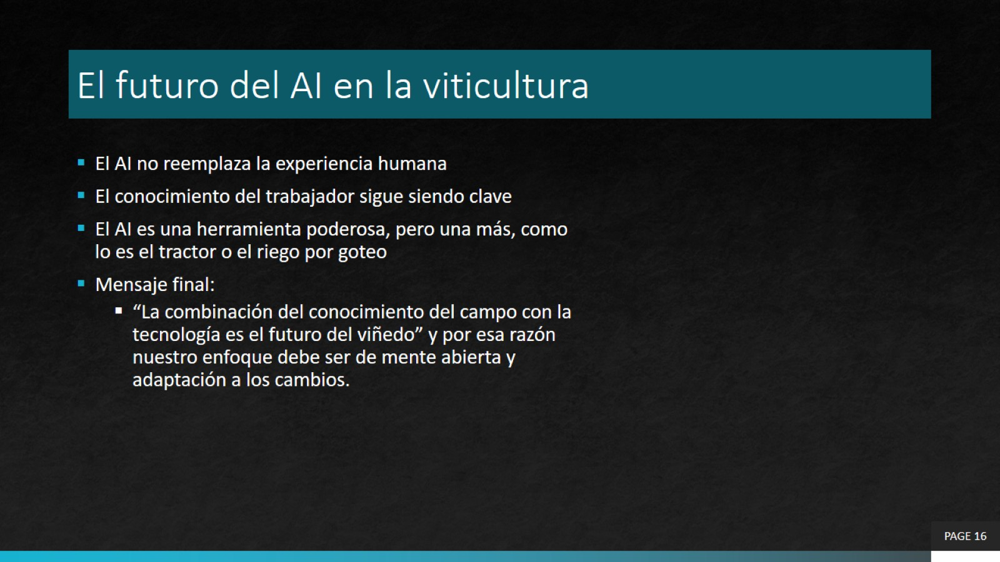 El futuro del AI en la viticultura
El AI no reemplaza la experiencia humana
El conocimiento del trabajador sigue siendo clave
El AI es una herramienta poderosa, pero una más, como
lo es el tractor o el riego por goteo
Mensaje final:
“La combinación del conocimiento del campo con la
tecnología es el futuro del viñedo” y por esa razón
nuestro enfoque debe ser de mente abierta y
adaptación a los cambios.
PAGE 16